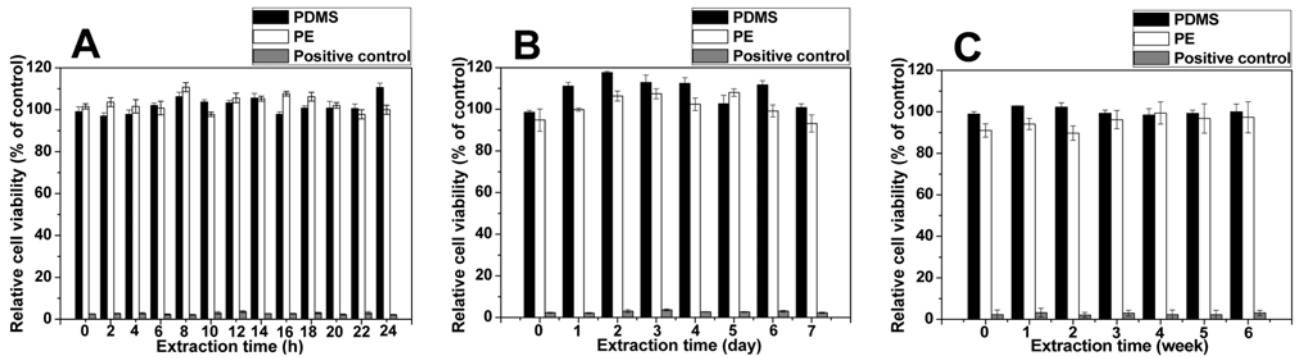 A
PDMS
PE
Positive control
Relative cell viability (% of control)
120
100
80
60
40
20
0
0 2 4 6 8 10 12 14 16 18 20 22 24
Extraction time (h)
B
PDMS
PE
Positive control
Relative cell viability (% of control)
120
100
80
60
40
20
0
0 1 2 3 4 5 6 7
Extraction time (day)
C
PDMS
PE
Positive control
Relative cell viability (% of control)
120
100
80
60
40
20
0
0 1 2 3 4 5 6
Extraction time (week)